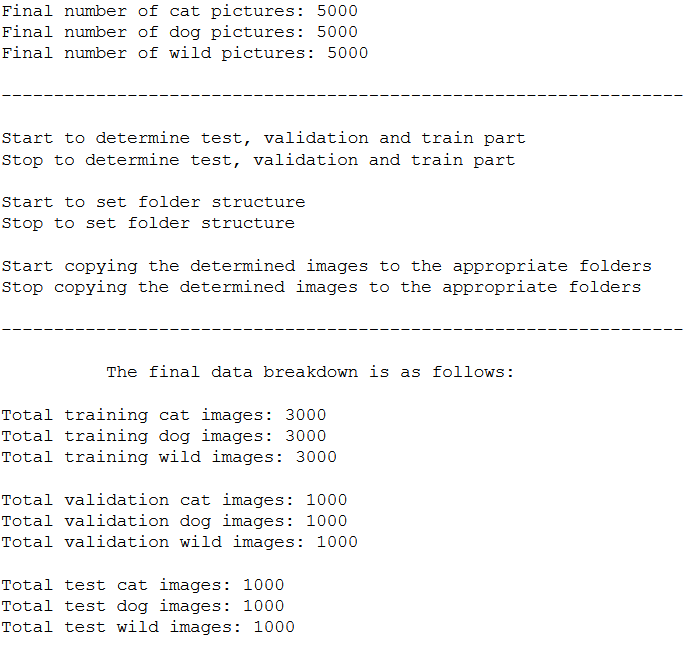 Final number of cat pictures: 5000
Final number of dog pictures: 5000
Final number of wild pictures: 5000
-----------------------------------------------------------------
Start to determine test, validation and train part
Stop to determine test, validation and train part
Start to set folder structure
Stop to set folder structure
Start copying the determined images to the appropriate folders
Stop copying the determined images to the appropriate folders
-----------------------------------------------------------------
The final data breakdown is as follows:
Total training cat images: 3000
Total training dog images: 3000
Total training wild images: 3000
Total validation cat images: 1000
Total validation dog images: 1000
Total validation wild images: 1000
Total test cat images: 1000
Total test dog images: 1000
Total test wild images: 1000